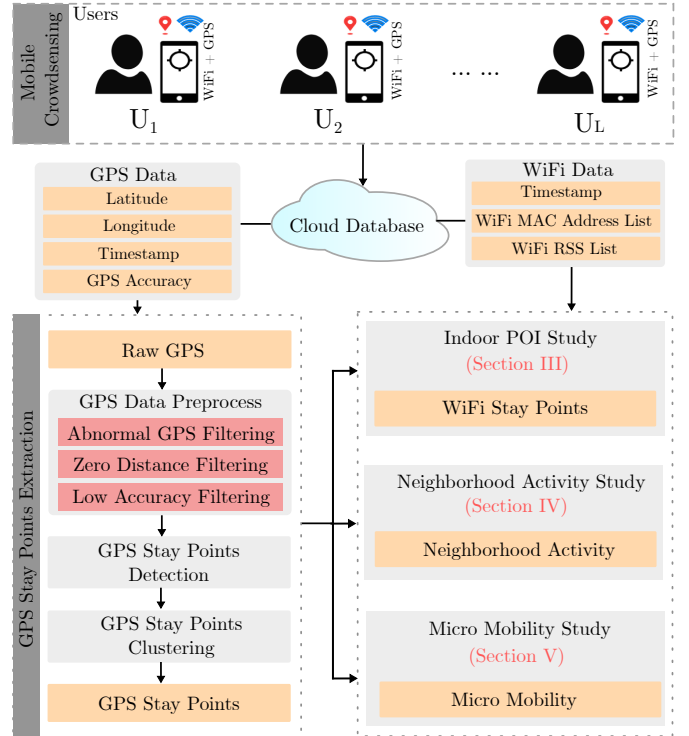 Mobile
Crowdsensing
Users
WiFi + GPS
WiFi + GPS
WiFi + GPS
... ...
U1
U2
UL
GPS Data
Latitude
Longitude
Timestamp
GPS Accuracy
Cloud Database
WiFi Data
Timestamp
WiFi MAC Address List
WiFi RSS List
GPS Stay Points Extraction
Raw GPS
GPS Data Preprocess
Abnormal GPS Filtering
Zero Distance Filtering
Low Accuracy Filtering
GPS Stay Points
Detection
GPS Stay Points
Clustering
GPS Stay Points
Indoor POI Study
(Section III)
WiFi Stay Points
Neighborhood Activity Study
(Section IV)
Neighborhood Activity
Micro Mobility Study
(Section V)
Micro Mobility